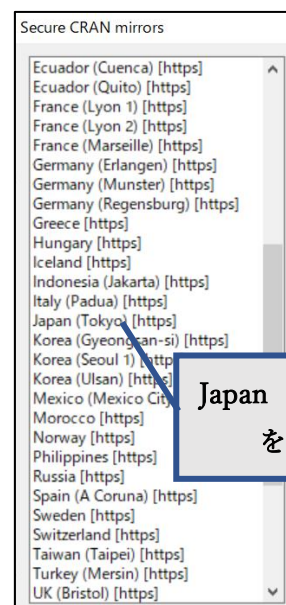 Secure CRAN mirrors
Ecuador (Cuenca) [https]
Ecuador (Quito) [https]
France (Lyon 1) [https]
France (Lyon 2) [https]
France (Marseille) [https]
Germany (Erlangen) [https]
Germany (Munster) [https]
Germany (Regensburg) [https]
Greece [https]
Hungary [https]
Iceland [https]
Indonesia (Jakarta) [https]
Italy (Padua) [https]
Japan (Tokyo) [https]
Korea (Gyeongsan-si) [https]
Korea (Seoul 1) [https
Korea (Ulsan) [https]
Mexico (Mexico City
Japan
Morocco [https]
Norway [https]
を
Philippines [https]
Russia [https]
Spain (A Coruna) [https]
Sweden [https]
Switzerland [https]
Taiwan (Taipei) [https]
Turkey (Mersin) [https]
UK (Bristol) [https]